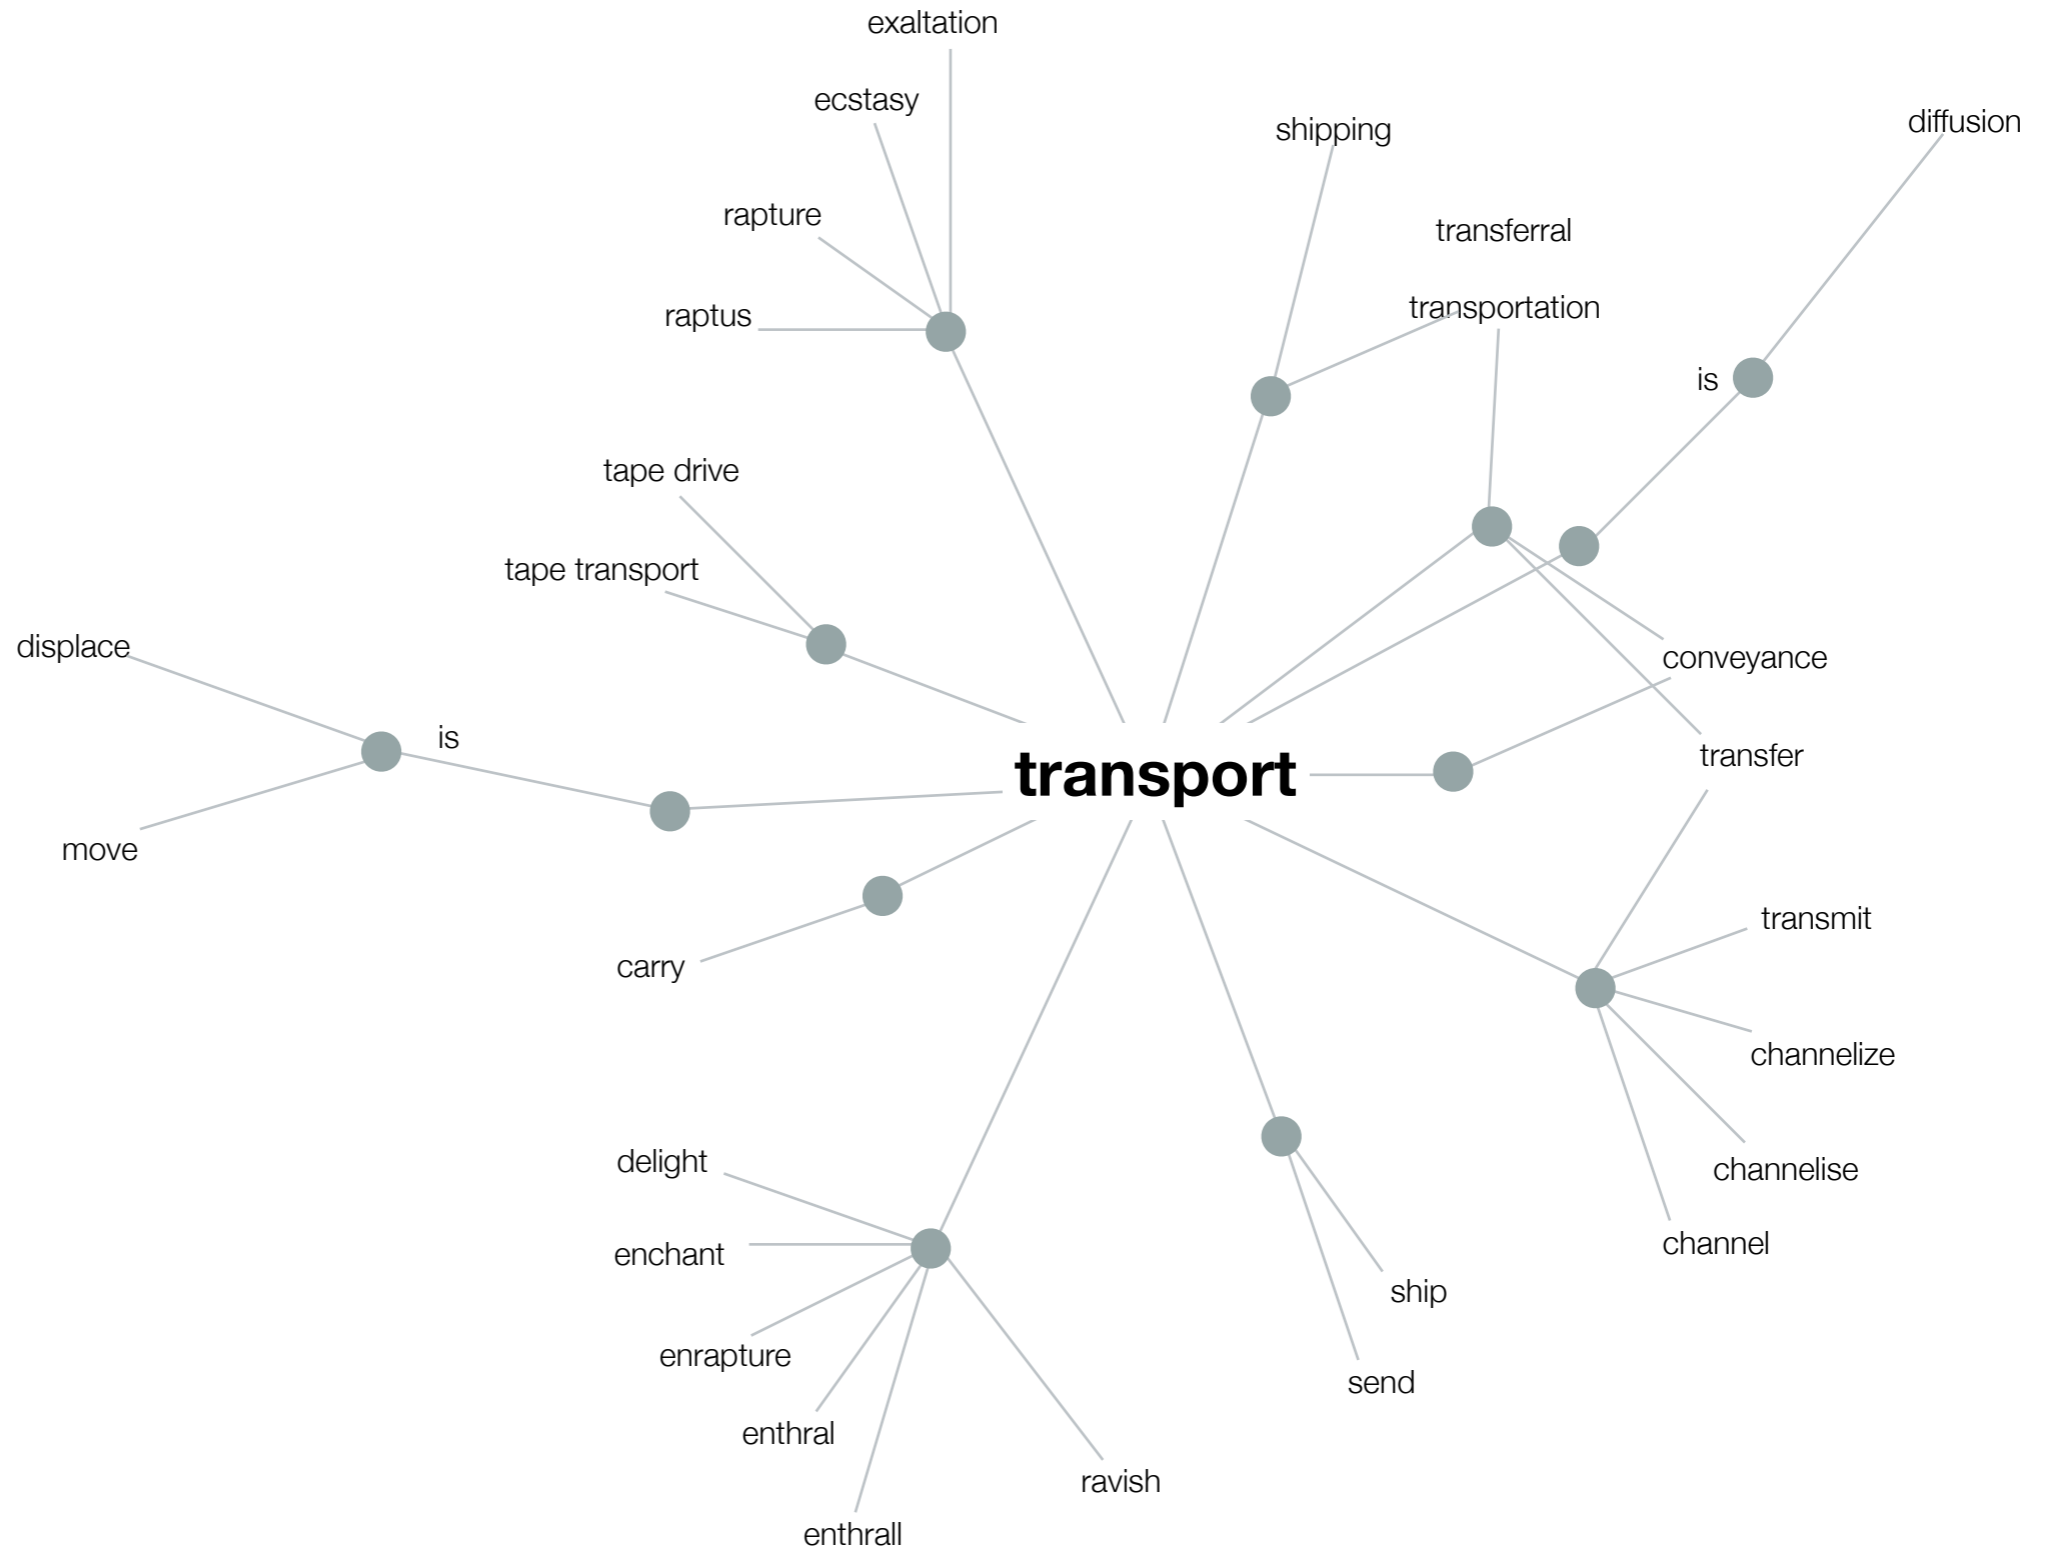 exaltation
ecstasy
shipping
diffusion
rapture
transferral
raptus
transportation
is
tape drive
tape transport
displace
conveyance
is
transport
transfer
move
carry
transmit
channelize
delight
channelise
enchant
channel
ship
enrapture
send
enthral
ravish
enthrall